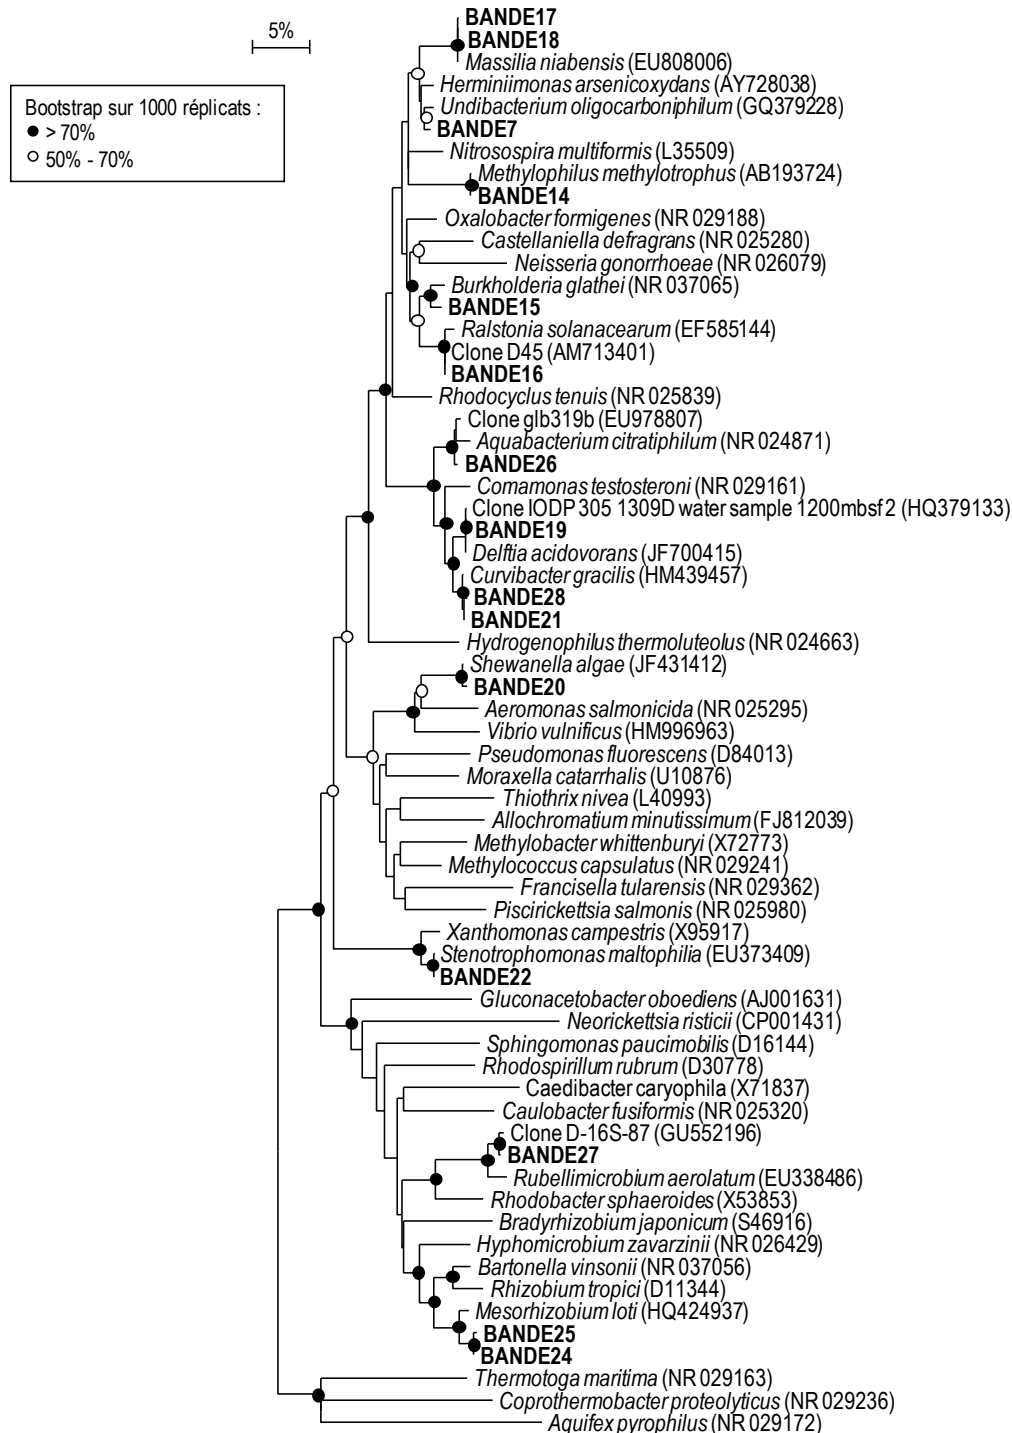 BANDE17
5%
BANDE18
Massilia niabensis (EU808006)
Herminiimonas arsenicoxydans (AY728038)
Bootstrap sur 1000 réplicats :
> 70%
50% - 70%
Undibacterium oligocarboniphilum (GQ379228)
BANDE7
Nitrosospira multiformis (L35509)
Methylophilus methylotrophus (AB193724)
BANDE14
Oxalobacter formigenes (NR 029188)
Castellaniella defragrans (NR 025280)
Neisseria gonorrhoeae (NR 026079)
Burkholderia glathei (NR 037065)
BANDE15
Ralstonia solanacearum (EF585144)
Clone D45 (AM713401)
BANDE16
Rhodocyclus tenuis (NR 025839)
Clone glb319b (EU978807)
Aquabacterium citratiphilum (NR 024871)
BANDE26
Comamonas testosteroni (NR 029161)
Clone IODP 305 1309D water sample 1200mbsf2 (HQ379133)
BANDE19
Delftia acidovorans (JF700415)
Curvibacter gracilis (HM439457)
BANDE28
BANDE21
Hydrogenophilus thermoluteolus (NR 024663)
Shewanella algae (JF431412)
BANDE20
Aeromonas salmonicida (NR 025295)
Vibrio vulnificus (HM996963)
Pseudomonas fluorescens (D84013)
Moraxella catarrhalis (U10876)
Thiothrix nivea (L40993)
Allochromatium minutissimum (FJ812039)
Methylobacter whittenburyi (X72773)
Methylococcus capsulatus (NR 029241)
Francisella tularensis (NR 029362)
Piscirickettsia salmonis (NR 025980)
Xanthomonas campestris (X95917)
Stenotrophomonas maltophilia (EU373409)
BANDE22
Gluconacetobacter oboediens (AJ001631)
Neorickettsia risticii (CP001431)
Sphingomonas paucimobilis (D16144)
Rhodospirillum rubrum (D30778)
Caedibacter caryophila (X71837)
Caulobacter fusiformis (NR 025320)
Clone D-16S-87 (GU552196)
BANDE27
Rubellimicrobium aerolatum (EU338486)
Rhodobacter sphaeroides (X53853)
Bradyrhizobium japonicum (S46916)
Hyphomicrobium zavarzinii (NR 026429)
Bartonella vinsonii (NR 037056)
Rhizobium tropici (D11344)
Mesorhizobium loti (HQ424937)
BANDE25
BANDE24
Thermotoga maritima (NR 029163)
Coprothermobacter proteolyticus (NR 029236)
Aquifex pyrophilus (NR 029172)